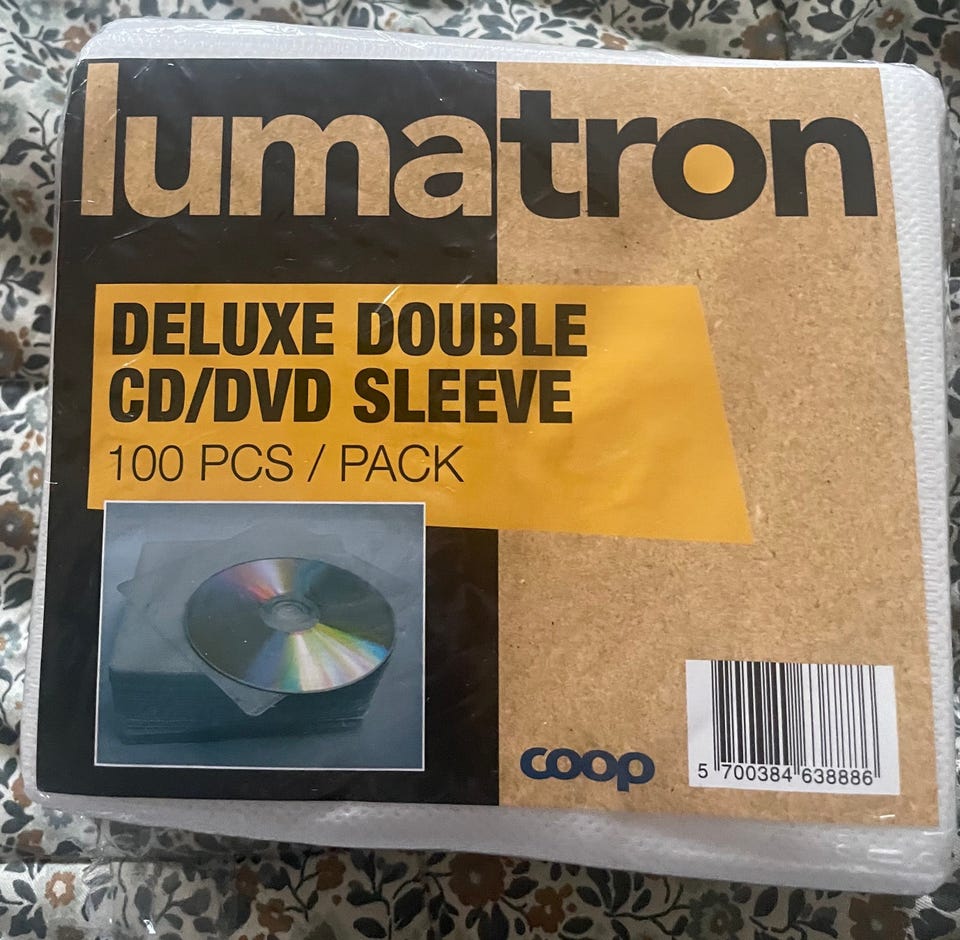 lumatron
DELUXE DOUBLE
CD/DVD SLEEVE
100 PCS / PACK
coop
5 700384 638886